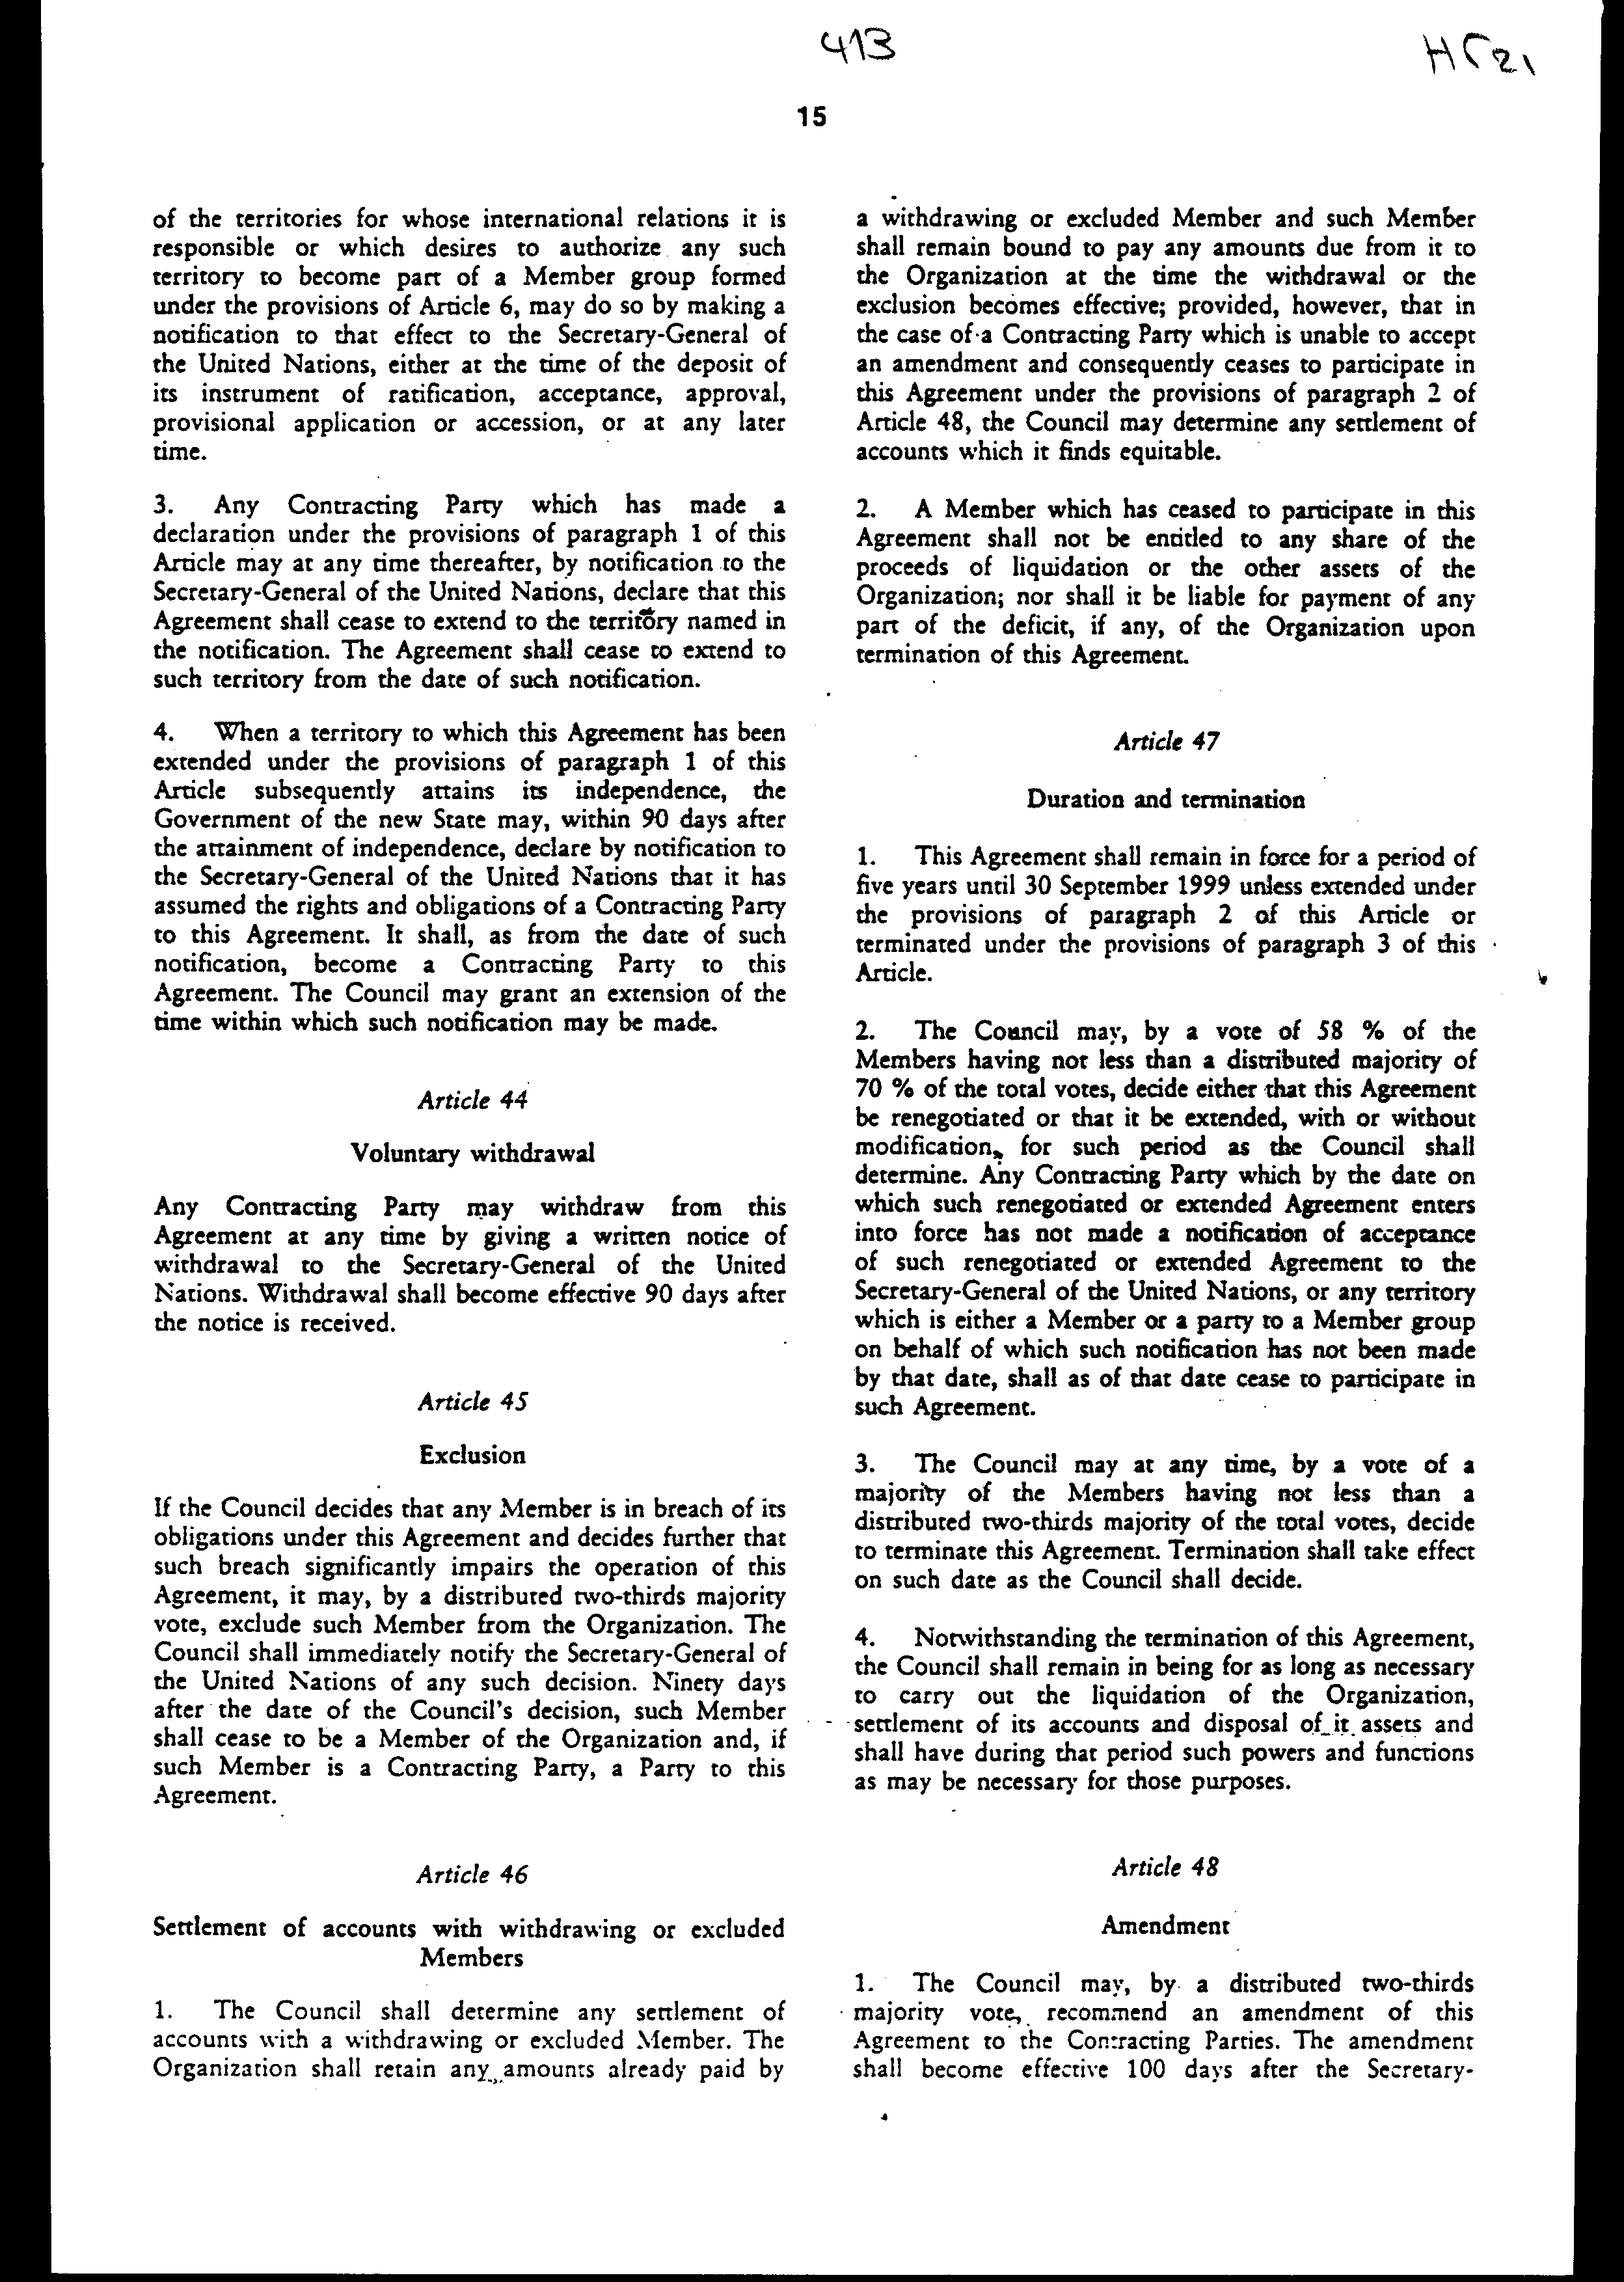 413
15
of the territories for whose international relations it is
responsible or which desires to authorize any such
territory to become part of a Member group formed
under the provisions of Article 6, may do so by making a
notification to that effect to the Secretary-General of
the United Nations, either at the time of the deposit of
its instrument of ratification, acceptance, approval,
provisional application or accession, or at any later
time.
3. Any Contracting Party which has made a
declaration under the provisions of paragraph 1 of this
Article may at any time thereafter, by notification to the
Secretary-General of the United Nations, declare that this
Agreement shall cease to extend to the territory named in
the notification. The Agreement shall cease to extend to
such territory from the date of such notification.
4. When a territory to which this Agreement has been
extended under the provisions of paragraph 1 of this
Article subsequently attains its independence, the
Government of the new State may, within 90 days after
the attainment of independence, declare by notification to
the Secretary-General of the United Nations that it has
assumed the rights and obligations of a Contracting Party
to this Agreement. It shall, as from the date of such
notification, become a Contracting Party to this
Agreement. The Council may grant an extension of the
time within which such notification may be made.
Article 44
Voluntary withdrawal
Any Contracting Party may withdraw from this
Agreement at any time by giving a written notice of
withdrawal to the Secretary-General of the United
Nations. Withdrawal shall become effective 90 days after
the notice is received.
Article 45
Exclusion
If the Council decides that any Member is in breach of its
obligations under this Agreement and decides further that
such breach significantly impairs the operation of this
Agreement, it may, by a distributed two-thirds majority
vote, exclude such Member from the Organization. The
Council shall immediately notify the Secretary-General of
the United Nations of any such decision. Ninety days
after the date of the Council's decision, such Member
shall cease to be a Member of the Organization and, if
such Member is a Contracting Party, a Party to this
Agreement.
Article 46
Settlement of accounts with withdrawing or excluded
Members
1. The Council shall determine any settlement of
accounts with a withdrawing or excluded Member. The
Organization shall retain any amounts already paid by
a withdrawing or excluded Member and such Member
shall remain bound to pay any amounts due from it to
the Organization at the time the withdrawal or the
exclusion becomes effective; provided, however, that in
the case of a Contracting Party which is unable to accept
an amendment and consequently ceases to participate in
this Agreement under the provisions of paragraph 2 of
Article 48, the Council may determine any settlement of
accounts which it finds equitable.
2. A Member which has ceased to participate in this
Agreement shall not be entitled to any share of the
proceeds of liquidation or the other assets of the
Organization; nor shall it be liable for payment of any
part of the deficit, if any, of the Organization upon
termination of this Agreement.
Article 47
Duration and termination
1. This Agreement shall remain in force for a period of
five years until 30 September 1999 unless extended under
the provisions of paragraph 2 of this Article or
terminated under the provisions of paragraph 3 of this
Article.
2. The Council may, by a vote of 58 % of the
Members having not less than a distributed majority of
70 % of the total votes, decide either that this Agreement
be renegotiated or that it be extended, with or without
modification, for such period as the Council shall
determine. Any Contracting Party which by the date on
which such renegotiated or extended Agreement enters
into force has not made a notification of acceptance
of such renegotiated or extended Agreement to the
Secretary-General of the United Nations, or any territory
which is either a Member or a party to a Member group
on behalf of which such notification has not been made
by that date, shall as of that date cease to participate in
such Agreement.
3. The Council may at any time, by a vote of a
majority of the Members having not less than a
distributed two-thirds majority of the total votes, decide
to terminate this Agreement. Termination shall take effect
on such date as the Council shall decide.
4. Notwithstanding the termination of this Agreement,
the Council shall remain in being for as long as necessary
to carry out the liquidation of the Organization,
settlement of its accounts and disposal of it assets and
shall have during that period such powers and functions
as may be necessary for those purposes.
Article 48
Amendment
1. The Council may, by a distributed two-thirds
majority vote, recommend an amendment of this
Agreement to the Contracting Parties. The amendment
shall become effective 100 days after the Secretary-